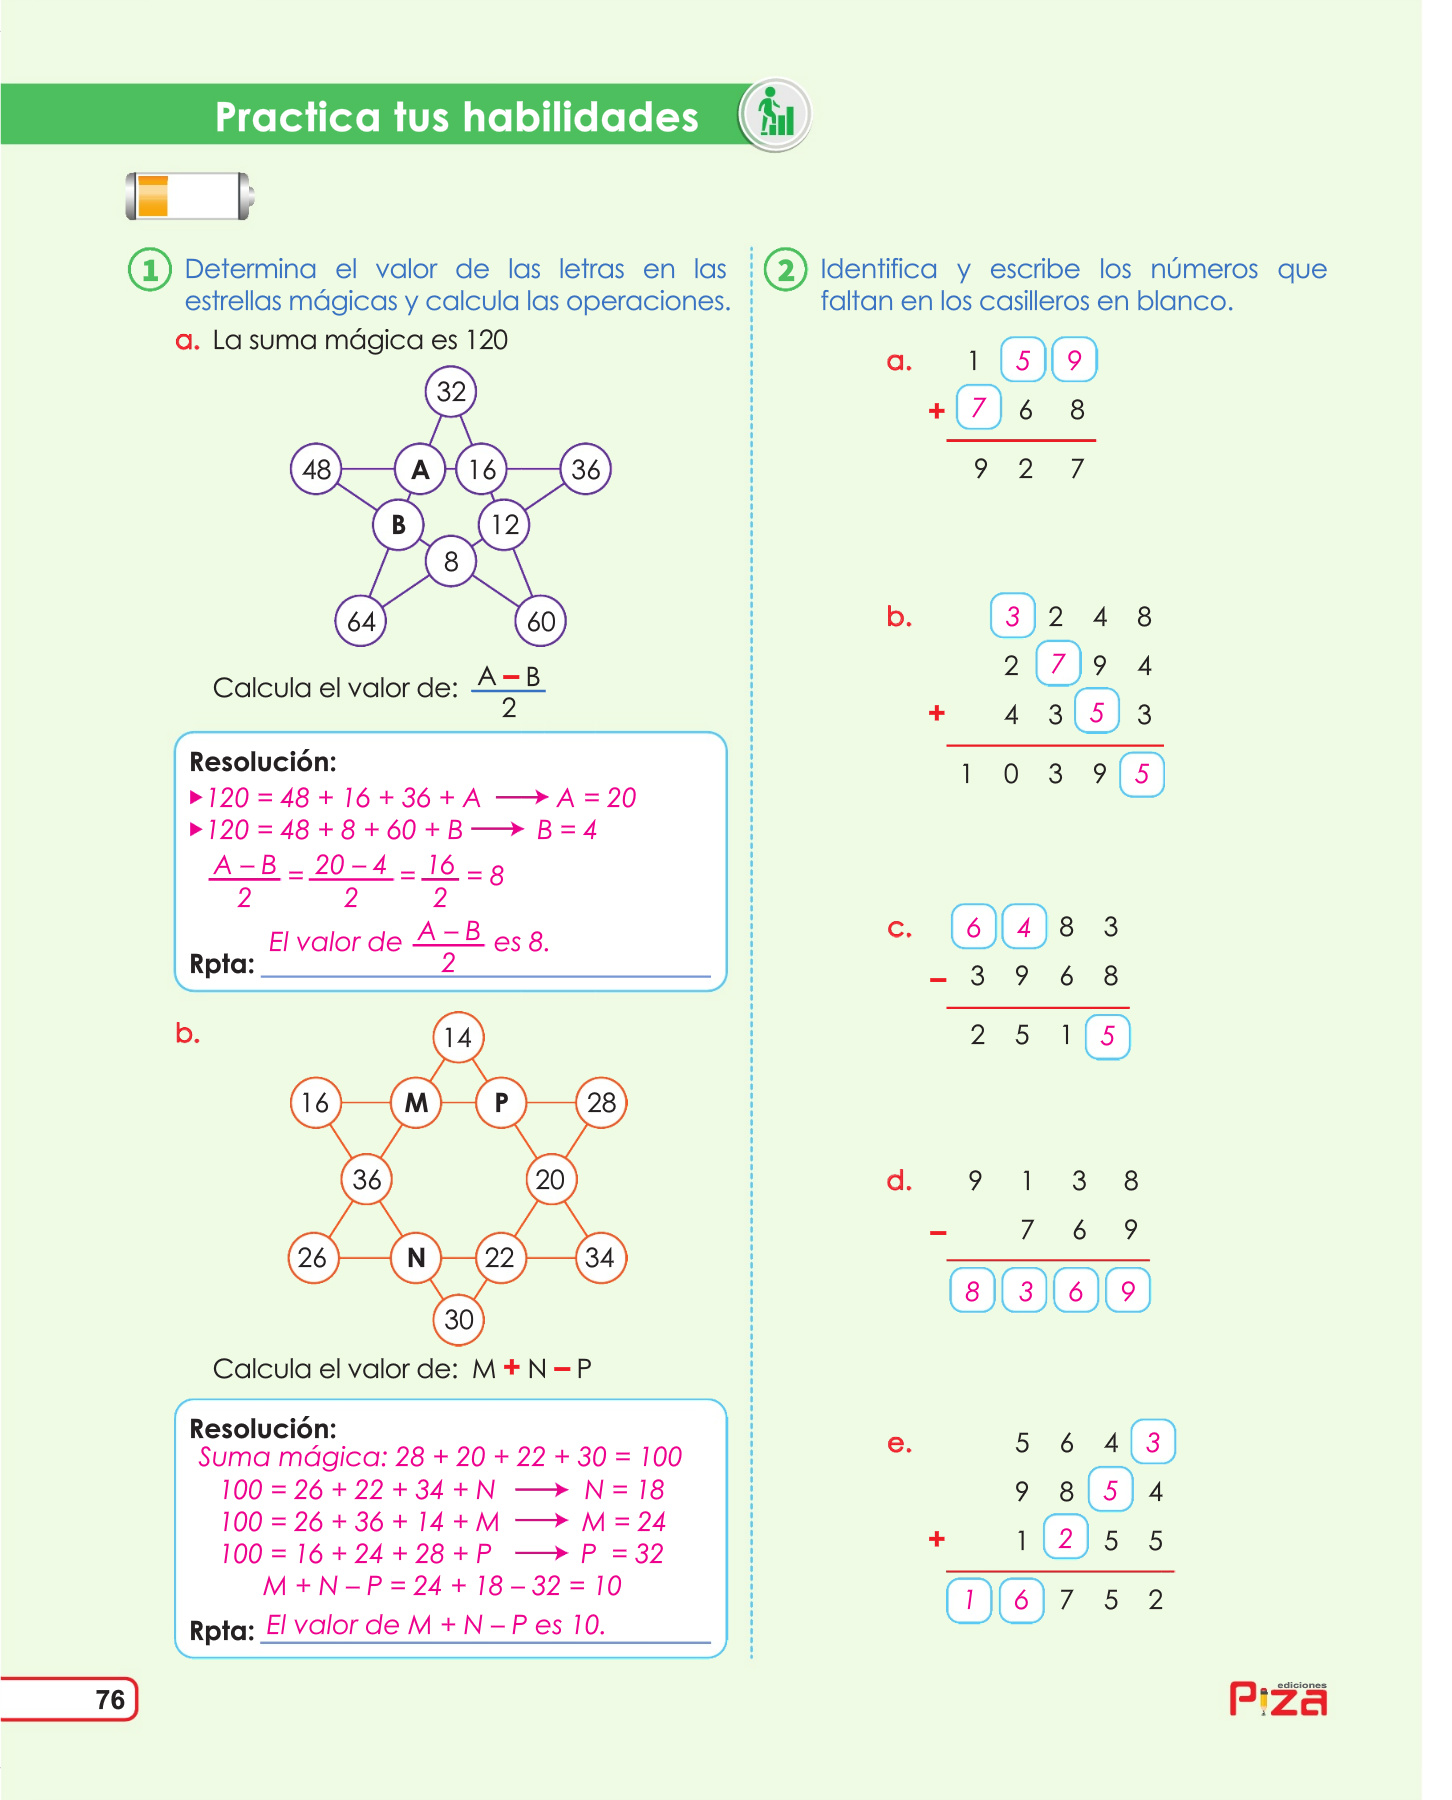 Practica tus habilidades
1 Determina el valor de las letras en las
estrellas mágicas y calcula las operaciones.
a. La suma mágica es 120
32
48 A 16 36
B 12
8
64 60
Calcula el valor de: A – B
2
Resolución:
▶120 = 48 + 16 + 36 + A ⟶ A = 20
▶120 = 48 + 8 + 60 + B ⟶ B = 4
A – B = 20 – 4 = 16 = 8
2 2 2
El valor de A – B es 8.
2
Rpta:
b.
14
16 M P 28
36 20
26 N 22 34
30
Calcula el valor de: M + N – P
Resolución:
Suma mágica: 28 + 20 + 22 + 30 = 100
100 = 26 + 22 + 34 + N ⟶ N = 18
100 = 26 + 36 + 14 + M ⟶ M = 24
100 = 16 + 24 + 28 + P ⟶ P = 32
M + N – P = 24 + 18 – 32 = 10
Rpta: El valor de M + N – P es 10.
2 Identifica y escribe los números que
faltan en los casilleros en blanco.
a. 1 5 9
+ 7 6 8
9 2 7
b. 3 2 4 8
2 7 9 4
+ 4 3 5 3
1 0 3 9 5
c. 6 4 8 3
– 3 9 6 8
2 5 1 5
d. 9 1 3 8
– 7 6 9
8 3 6 9
e. 5 6 4 3
9 8 5 4
+ 1 2 5 5
1 6 7 5 2
76
ediciones
Piza